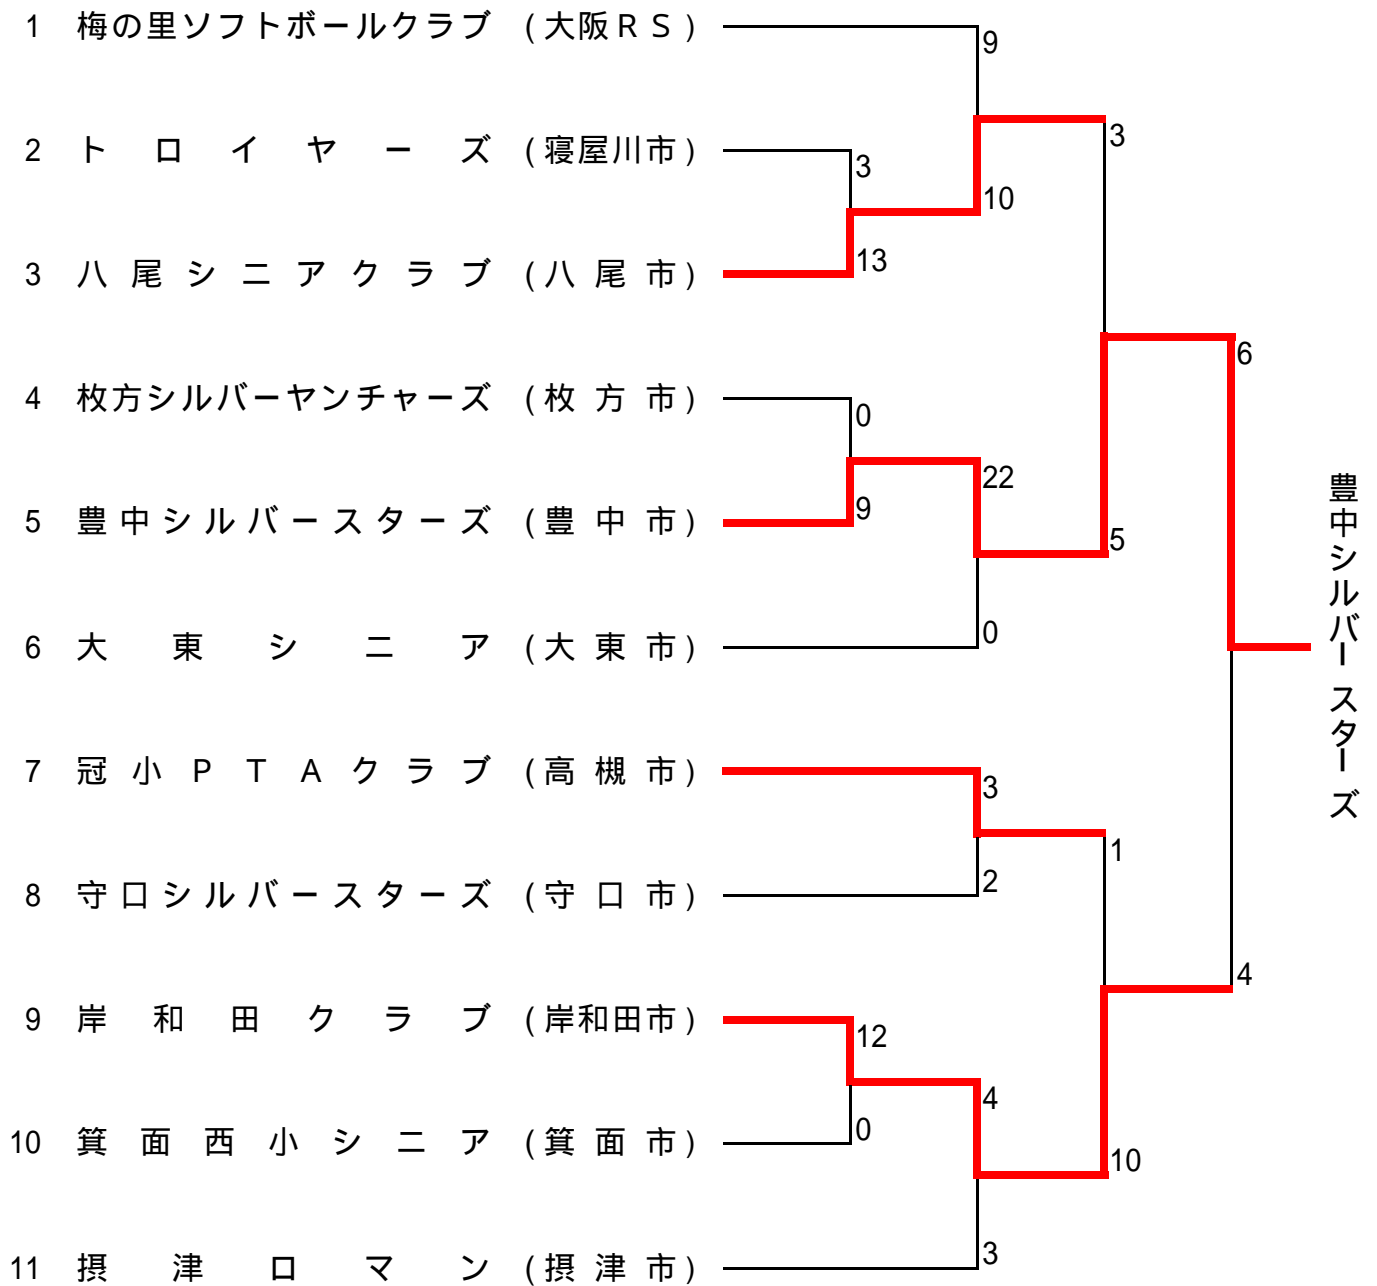 1 梅の里ソフトボールクラブ (大阪ＲＳ)
9
3
2 トロイヤーズ (寝屋川市)
3
10
3 八尾シニアクラブ (八尾市)
13
6
4 枚方シルバーヤンチャーズ (枚方市)
0
22
5 豊中シルバースターズ (豊中市)
9
5
6 大東シニア (大東市)
0
豊中シルバースターズ
7 冠小ＰＴＡクラブ (高槻市)
3
1
8 守口シルバースターズ (守口市)
2
4
9 岸和田クラブ (岸和田市)
12
4
10 箕面西小シニア (箕面市)
0
10
11 摂津ロマン (摂津市)
3